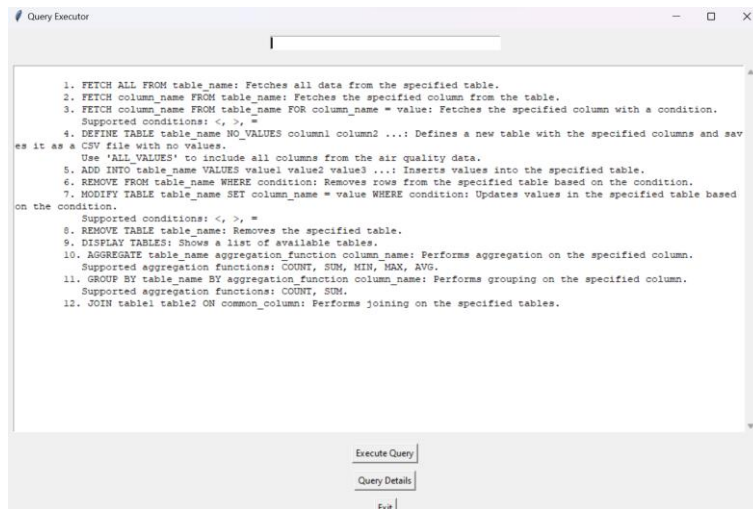 Query Executor
1. FETCH ALL FROM table_name: Fetches all data from the specified table.
2. FETCH column_name FROM table_name: Fetches the specified column from the table.
3. FETCH column_name FROM table_name FOR column_name = value: Fetches the specified column with a condition.
Supported conditions: <, >, =
4. DEFINE TABLE table_name NO_VALUES column1 column2 ...: Defines a new table with the specified columns and sav
es it as a CSV file with no values.
Use 'ALL_VALUES' to include all columns from the air quality data.
5. ADD INTO table_name VALUES value1 value2 value3 ...: Inserts values into the specified table.
6. REMOVE FROM table_name WHERE condition: Removes rows from the specified table based on the condition.
7. MODIFY TABLE table_name SET column_name = value WHERE condition: Updates values in the specified table based
on the condition.
Supported conditions: <, >, =
8. REMOVE TABLE table_name: Removes the specified table.
9. DISPLAY TABLES: Shows a list of available tables.
10. AGGREGATE table_name aggregation_function column_name: Performs aggregation on the specified column.
Supported aggregation functions: COUNT, SUM, MIN, MAX, AVG.
11. GROUP BY table_name BY aggregation_function column_name: Performs grouping on the specified column.
Supported aggregation functions: COUNT, SUM.
12. JOIN table1 table2 ON common_column: Performs joining on the specified tables.
Execute Query
Query Details
Exit